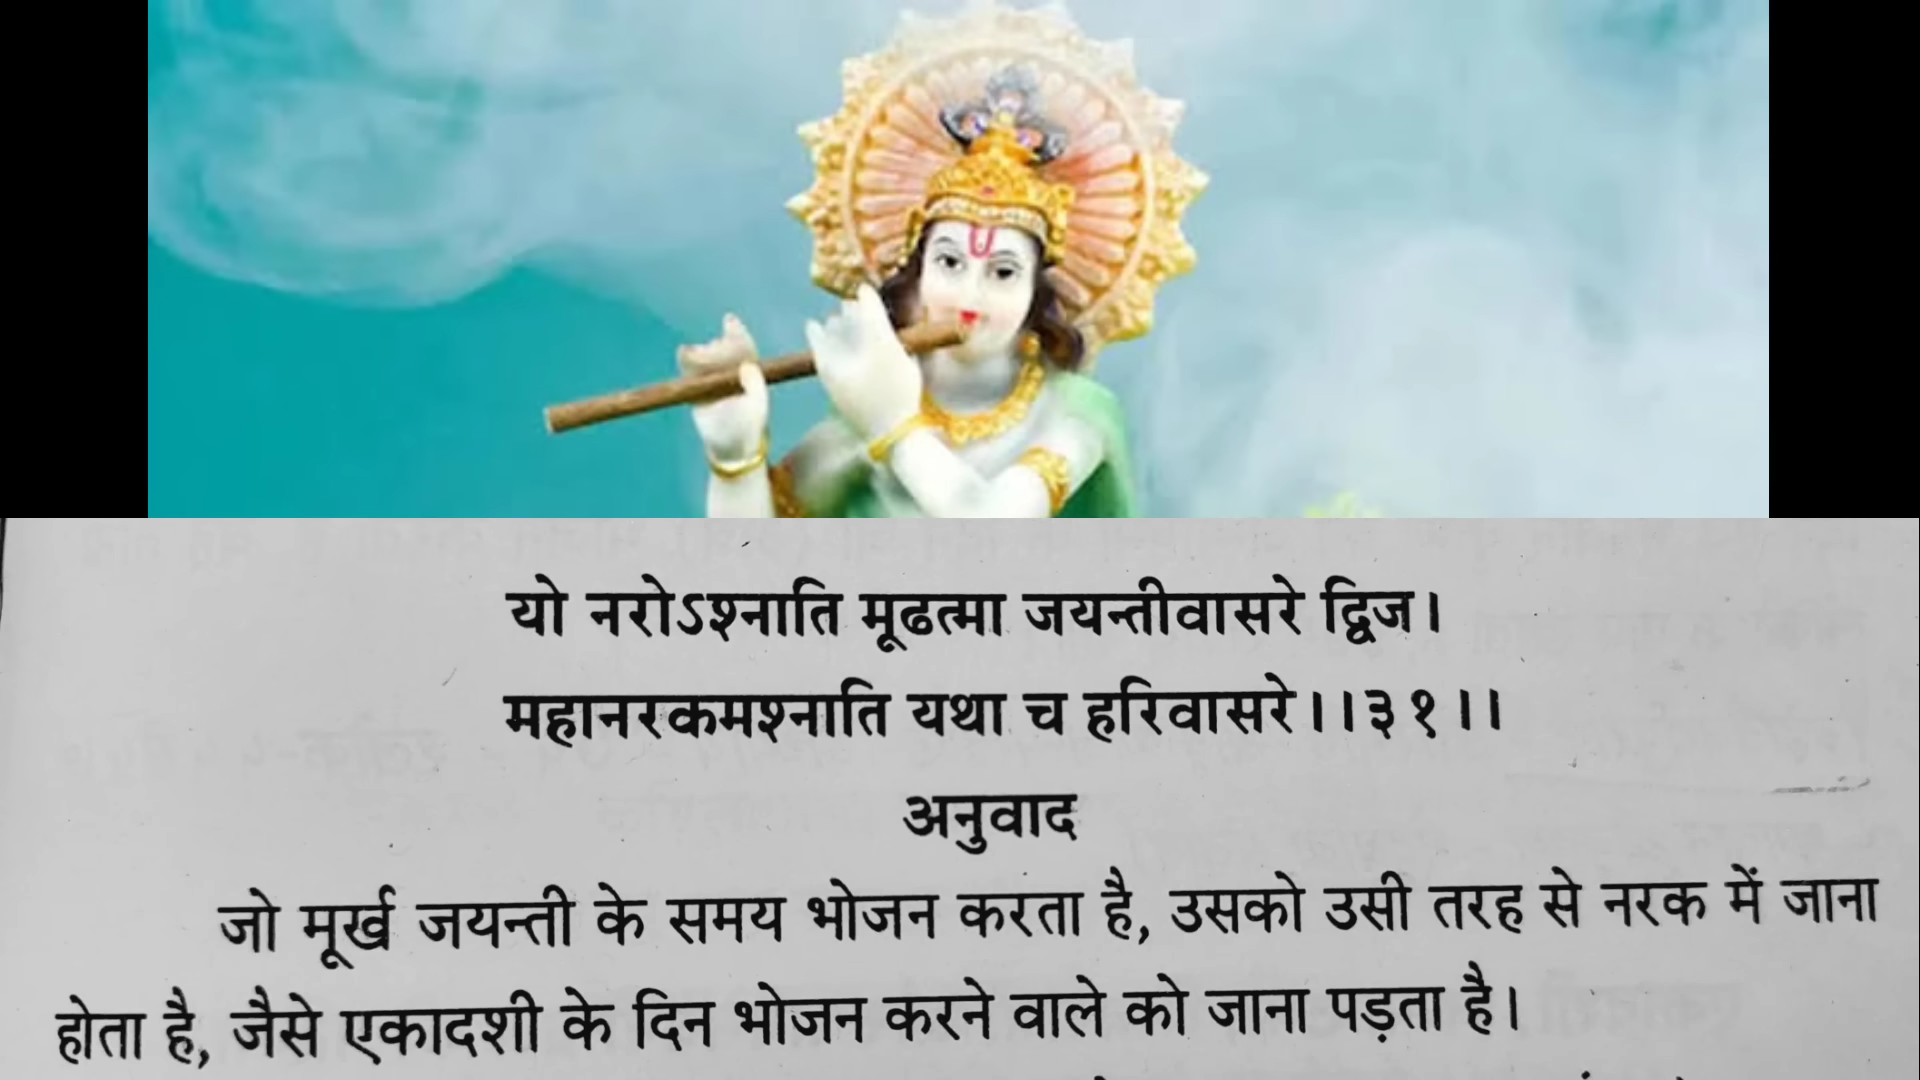 यो नरोऽश्नाति मूढत्मा जयन्तीवासरे द्विज।
महानरकमश्नाति यथा च हरिवासरे।।३१।।
अनुवाद
जो मूर्ख जयन्ती के समय भोजन करता है, उसको उसी तरह से नरक में जाना
होता है, जैसे एकादशी के दिन भोजन करने वाले को जाना पड़ता है।